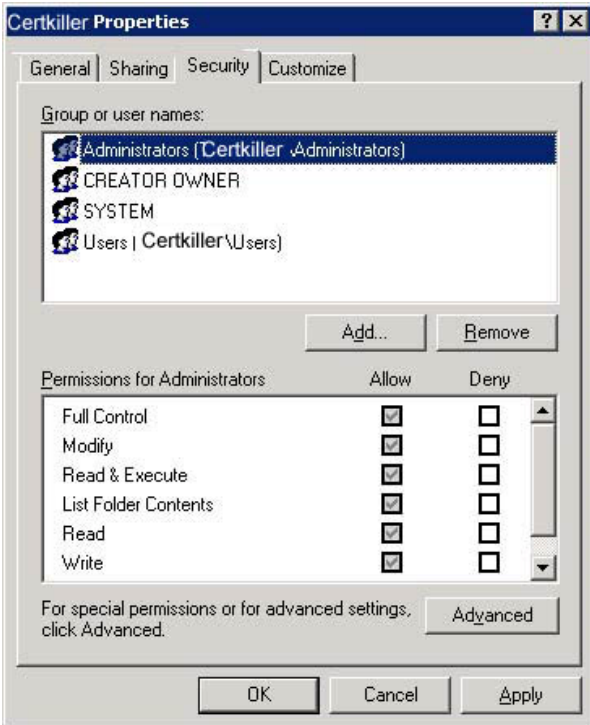 Certkiller Properties ? X
General Sharing Security Customize
Group or user names:
Administrators (Certkiller \Administrators)
CREATOR OWNER
SYSTEM
Users ( Certkiller\Users)
Add... Remove
Permissions for Administrators Allow Deny
Full Control
Modify
Read & Execute
List Folder Contents
Read
Write
For special permissions or for advanced settings, Advanced
click Advanced.
OK Cancel Apply